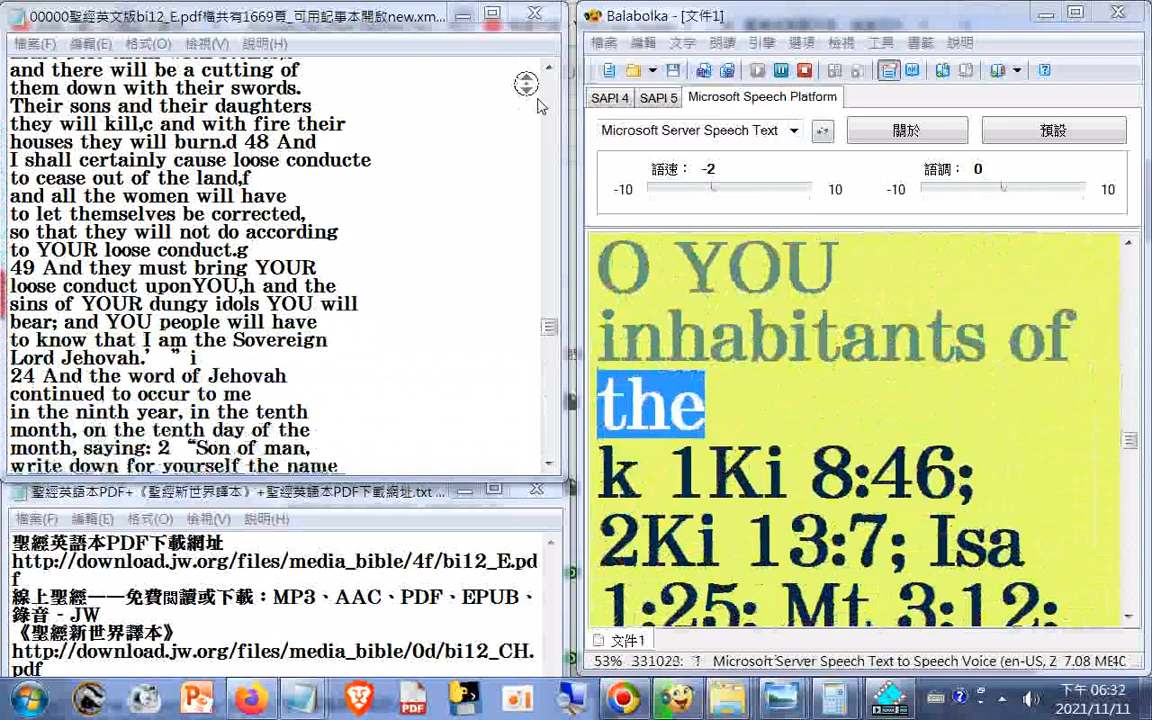 00000聖經英文版bi12_E.pdf檔共有1669頁_可用記事本開啟new.xm...
檔案(F) 編輯(E) 格式(O) 檢視(V) 說明(H)
and there will be a cutting of
them down with their swords.
Their sons and their daughters
they will kill,c and with fire their
houses they will burn.d 48 And
I shall certainly cause loose conducte
to cease out of the land,f
and all the women will have
to let themselves be corrected,
so that they will not do according
to YOUR loose conduct.g
49 And they must bring YOUR
loose conduct uponYOU,h and the
sins of YOUR dungy idols YOU will
bear; and YOU people will have
to know that I am the Sovereign
Lord Jehovah.’ ” i
24 And the word of Jehovah
continued to occur to me
in the ninth year, in the tenth
month, on the tenth day of the
month, saying: 2 “Son of man,
write down for yourself the name
聖經英語本PDF+《聖經新世界譯本》+聖經英語本PDF下載網址.txt ...
檔案(F) 編輯(E) 格式(O) 檢視(V) 說明(H)
聖經英語本PDF下載網址
http://download.jw.org/files/media_bible/4f/bi12_E.pd
f
線上聖經——免費閱讀或下載：MP3、AAC、PDF、EPUB、
錄音 - JW
《聖經新世界譯本》
http://download.jw.org/files/media_bible/0d/bi12_CH.
pdf
Balabolka - [文件1]
檔案 編輯 文字 朗讀 引擎 選項 檢視 工具 書籤 說明
SAPI 4 SAPI 5 Microsoft Speech Platform
Microsoft Server Speech Text 關於 預設
語速： -2 語調： 0
-10 10 -10 10
O YOU
inhabitants of
the
k 1Ki 8:46;
2Ki 13:7; Isa
1:25; Mt 3:12;
文件1
53% Microsoft Server Speech Text to Speech Voice (en-US, Z
下午 06:32
2021/11/11